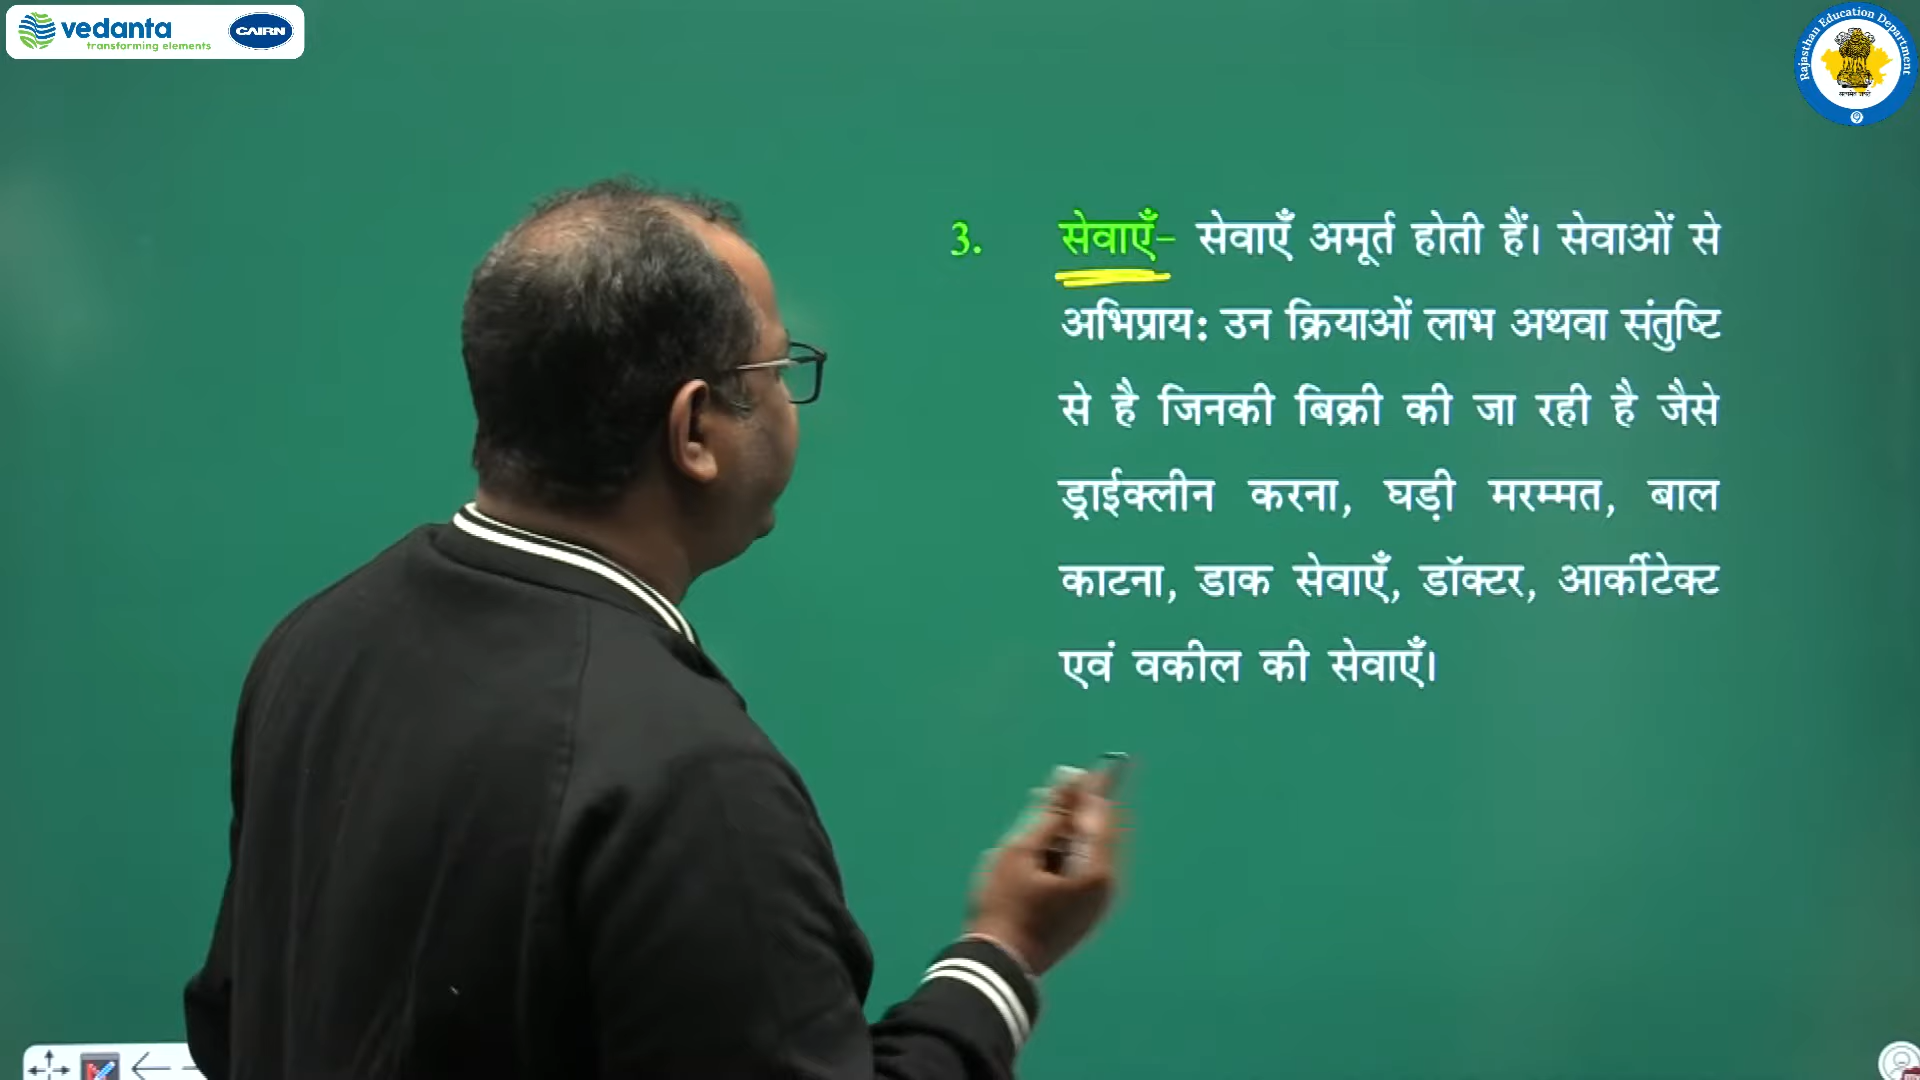 vedanta
transforming elements
CAIRN
Rajasthan Education Department
3. सेवाएँ- सेवाएँ अमूर्त होती हैं। सेवाओं से
अभिप्राय: उन क्रियाओं लाभ अथवा संतुष्टि
से है जिनकी बिक्री की जा रही है जैसे
ड्राईक्लीन करना, घड़ी मरम्मत, बाल
काटना, डाक सेवाएँ, डॉक्टर, आर्कीटेक्ट
एवं वकील की सेवाएँ।